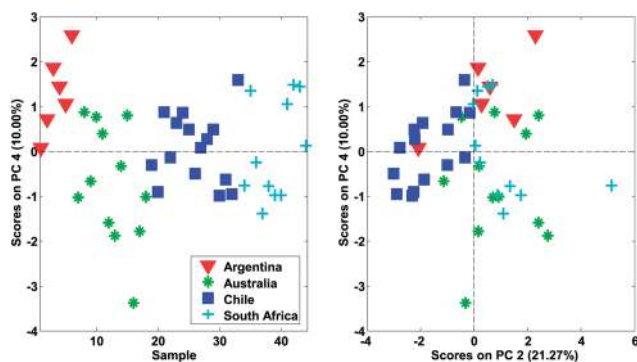 3
2
1
0
-1
-2
-3
-4
Scores on PC 4 (10.00%)
10 20 30 40
Sample
Argentina
Australia
Chile
South Africa
3
2
1
0
-1
-2
-3
-4
Scores on PC 4 (10.00%)
-4 -2 0 2 4 6
Scores on PC 2 (21.27%)